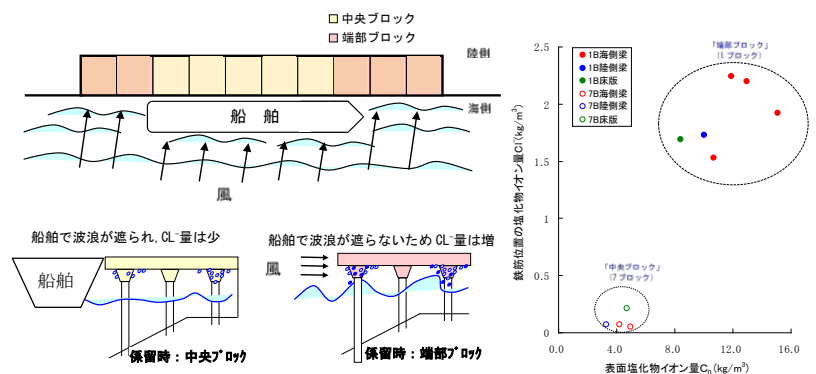 中央ブロック
端部ブロック
陸側
海側
船 舶
風
船舶で波浪が遮られ,CL⁻量は少
船舶
係留時：中央ブロック
船舶で波浪が遮らないためCL⁻量は増
風
係留時：端部ブロック
「端部ブロック」
(1ブロック)
1B海側梁
1B陸側梁
1B床版
7B海側梁
7B陸側梁
7B床版
「中央ブロック」
(7ブロック)
鉄筋位置の塩化物イオン量Cl⁻(kg/m³)
2.5
2
1.5
1
0.5
0
0.0 4.0 8.0 12.0 16.0
表面塩化物イオン量C₀(kg/m³)